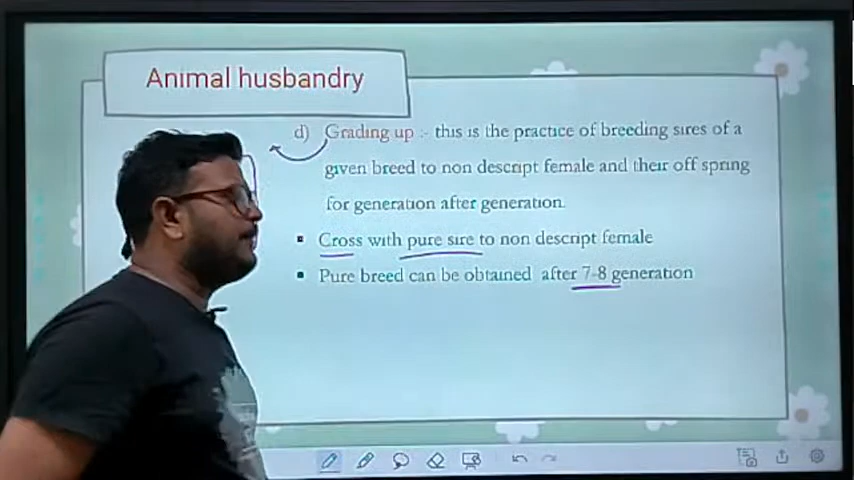 Animal husbandry
d) Grading up :- this is the practice of breeding sires of a
given breed to non descript female and their off spring
for generation after generation.
▪ Cross with pure sire to non descript female
▪ Pure breed can be obtained after 7-8 generation